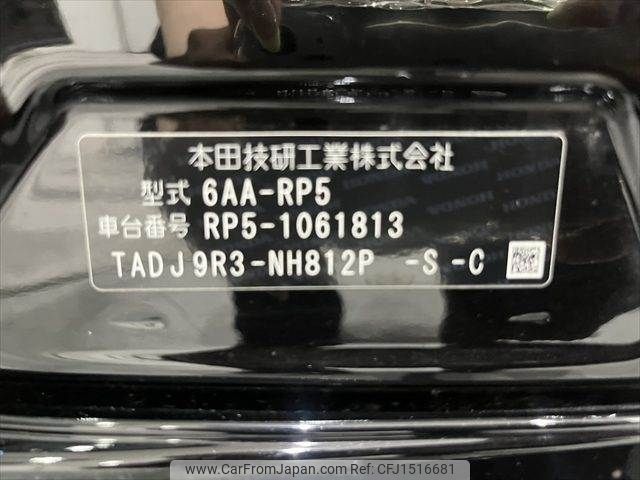 本田技研工業株式会社
型式 6AA-RP5
車台番号 RP5-1061813
TADJ9R3-NH812P -S -C
www.CarFromJapan.com CFJ1516681